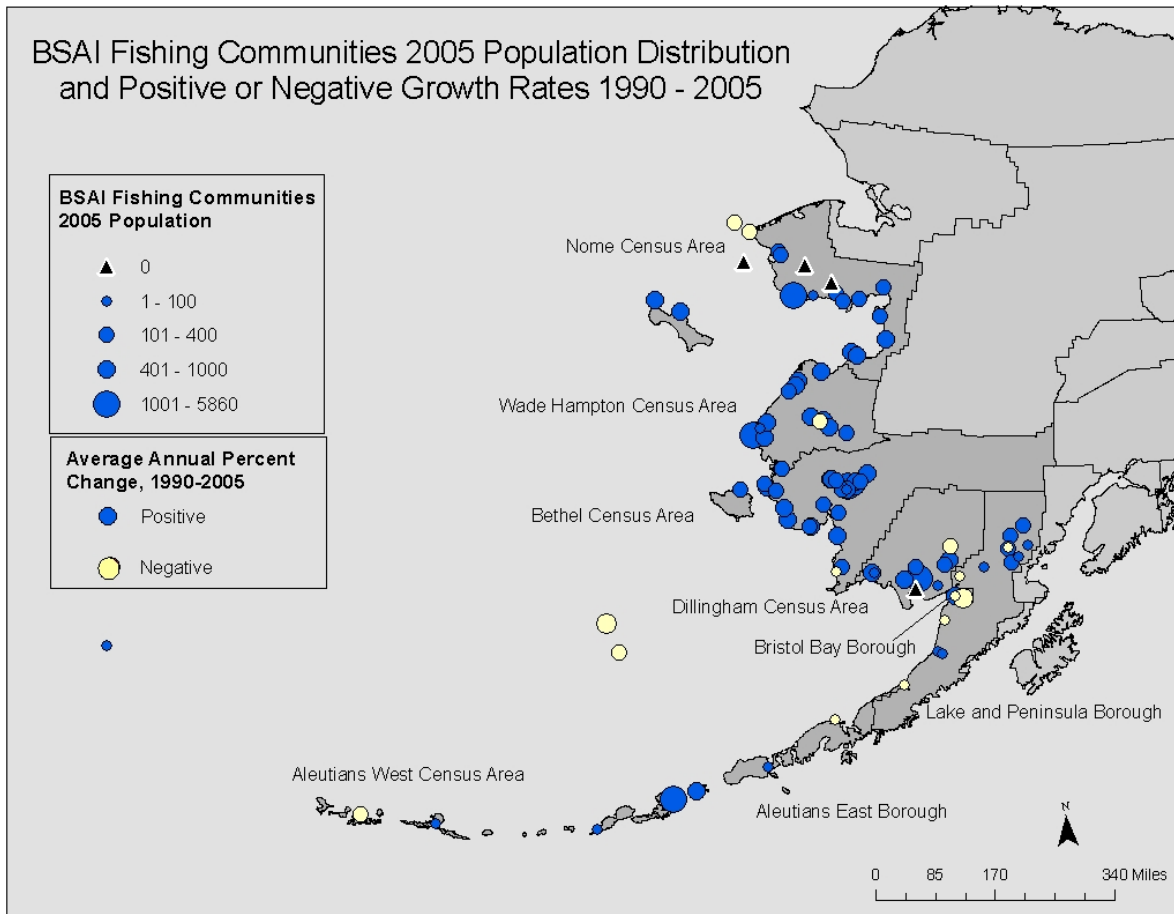 BSAI Fishing Communities 2005 Population Distribution
and Positive or Negative Growth Rates 1990 - 2005
BSAI Fishing Communities
2005 Population
0
1 - 100
101 - 400
401 - 1000
1001 - 5860
Average Annual Percent
Change, 1990-2005
Positive
Negative
Nome Census Area
Wade Hampton Census Area
Bethel Census Area
Dillingham Census Area
Bristol Bay Borough
Lake and Peninsula Borough
Aleutians West Census Area
Aleutians East Borough
N
0 85 170 340 Miles